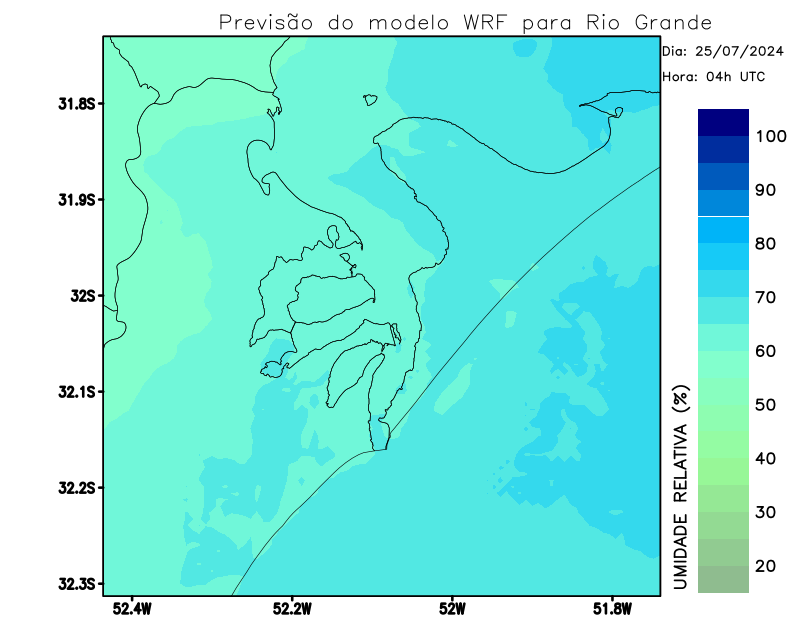 Previsão do modelo WRF para Rio Grande
Dia: 25/07/2024
Hora: 04h UTC
31.8S
31.9S
32S
32.1S
32.2S
32.3S
52.4W
52.2W
52W
51.8W
100
90
80
70
60
50
40
30
20
UMIDADE RELATIVA (%)